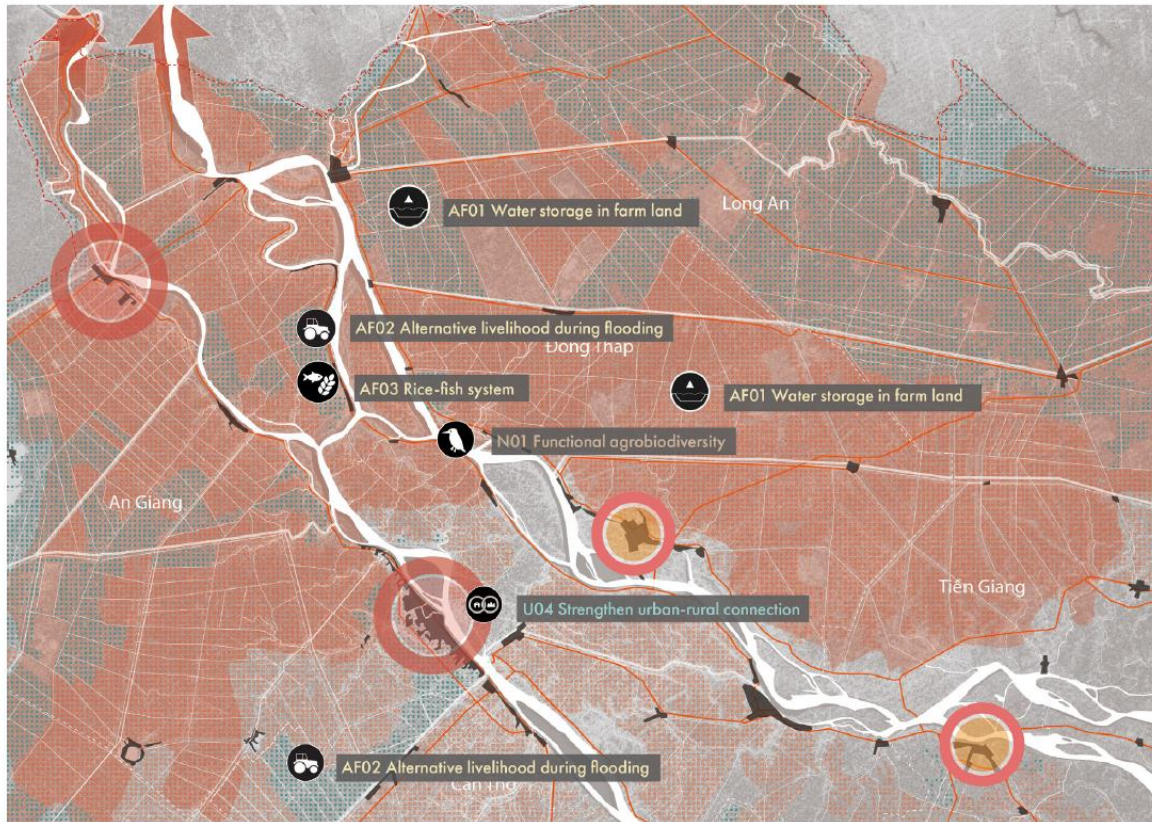 AF01 Water storage in farm land
Long An
AF02 Alternative livelihood during flooding
Đồng Tháp
AF03 Rice-fish system
AF01 Water storage in farm land
N01 Functional agrobiodiversity
An Giang
Tiền Giang
U04 Strengthen urban-rural connection
AF02 Alternative livelihood during flooding
Cần Thơ